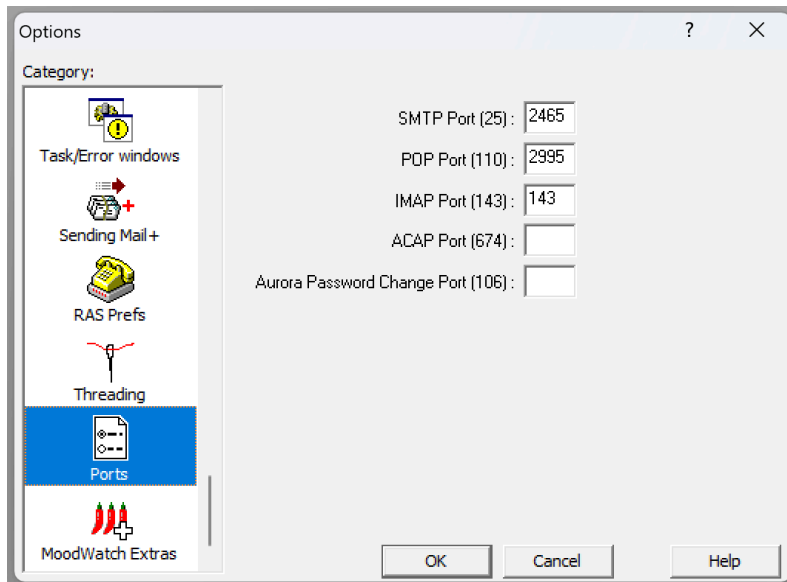 Options
?
Category:
Task/Error windows
Sending Mail+
RAS Prefs
Threading
Ports
MoodWatch Extras
SMTP Port (25) : 2465
POP Port (110) : 2995
IMAP Port (143) : 143
ACAP Port (674) :
Aurora Password Change Port (106) :
OK
Cancel
Help